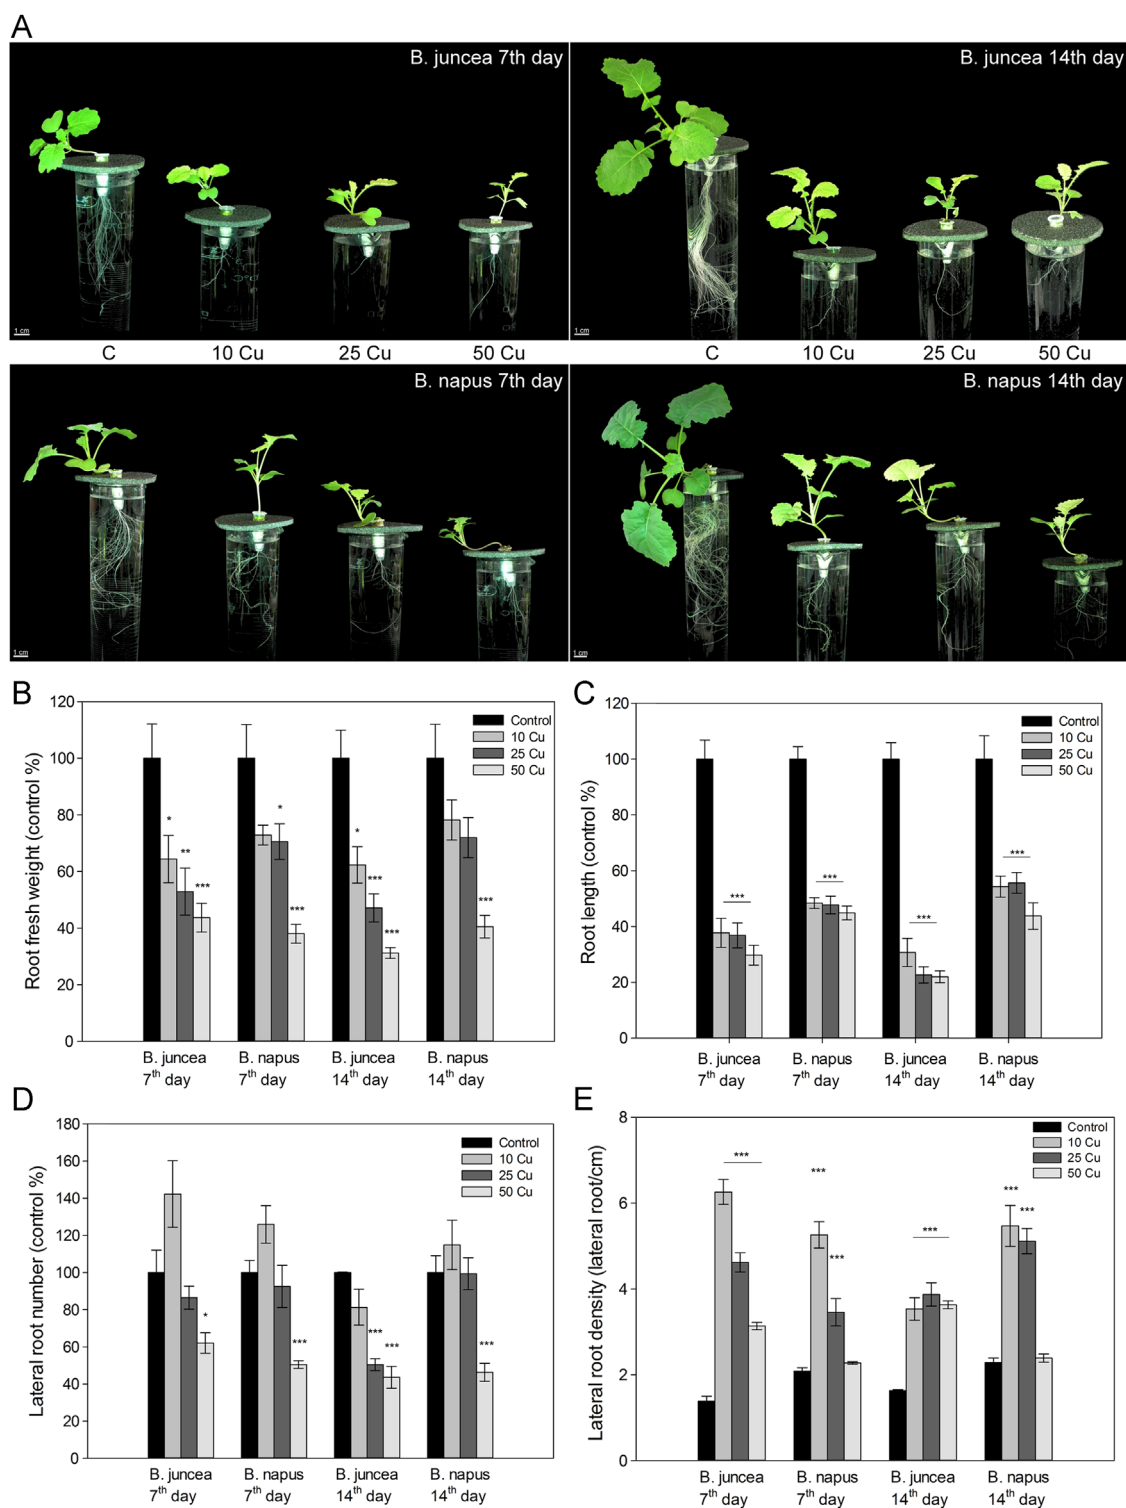 A
B. juncea 7th day
B. juncea 14th day
1 cm
1 cm
C 10 Cu 25 Cu 50 Cu
C 10 Cu 25 Cu 50 Cu
B. napus 7th day
B. napus 14th day
1 cm
1 cm
B
Root fresh weight (control %)
120
100
80
60
40
20
0
Control
10 Cu
25 Cu
50 Cu
* ** ***
* ***
* *** ***
***
B. juncea B. napus B. juncea B. napus
7th day 7th day 14th day 14th day
C
Root length (control %)
120
100
80
60
40
20
0
Control
10 Cu
25 Cu
50 Cu
***
***
***
***
B. juncea B. napus B. juncea B. napus
7th day 7th day 14th day 14th day
D
Lateral root number (control %)
180
160
140
120
100
80
60
40
20
0
Control
10 Cu
25 Cu
50 Cu
*
***
*** ***
***
B. juncea B. napus B. juncea B. napus
7th day 7th day 14th day 14th day
E
Lateral root density (lateral root/cm)
8
6
4
2
0
Control
10 Cu
25 Cu
50 Cu
***
*** ***
***
*** ***
B. juncea B. napus B. juncea B. napus
7th day 7th day 14th day 14th day